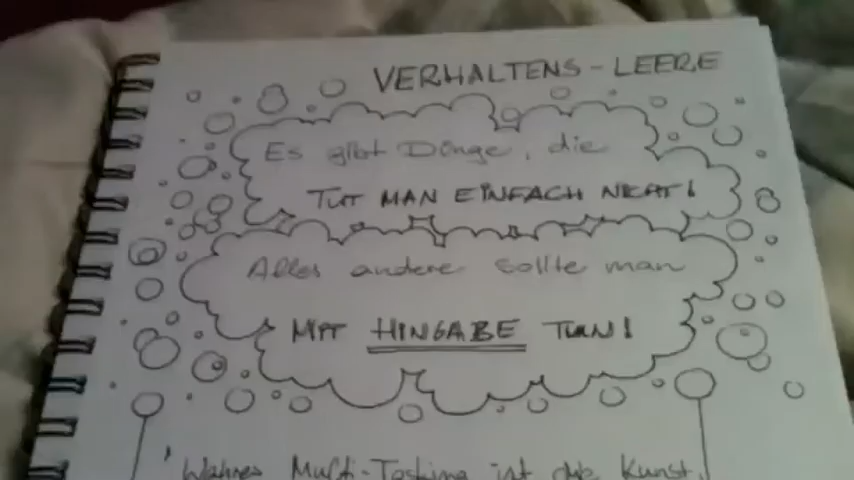 VERHALTENS-LEERE
Es gibt Dinge, die
TUT MAN EINFACH NICHT!
Alles andere sollte man
MIT HINGABE TUN!
'Wahres Multi-Tasking ist die Kunst,